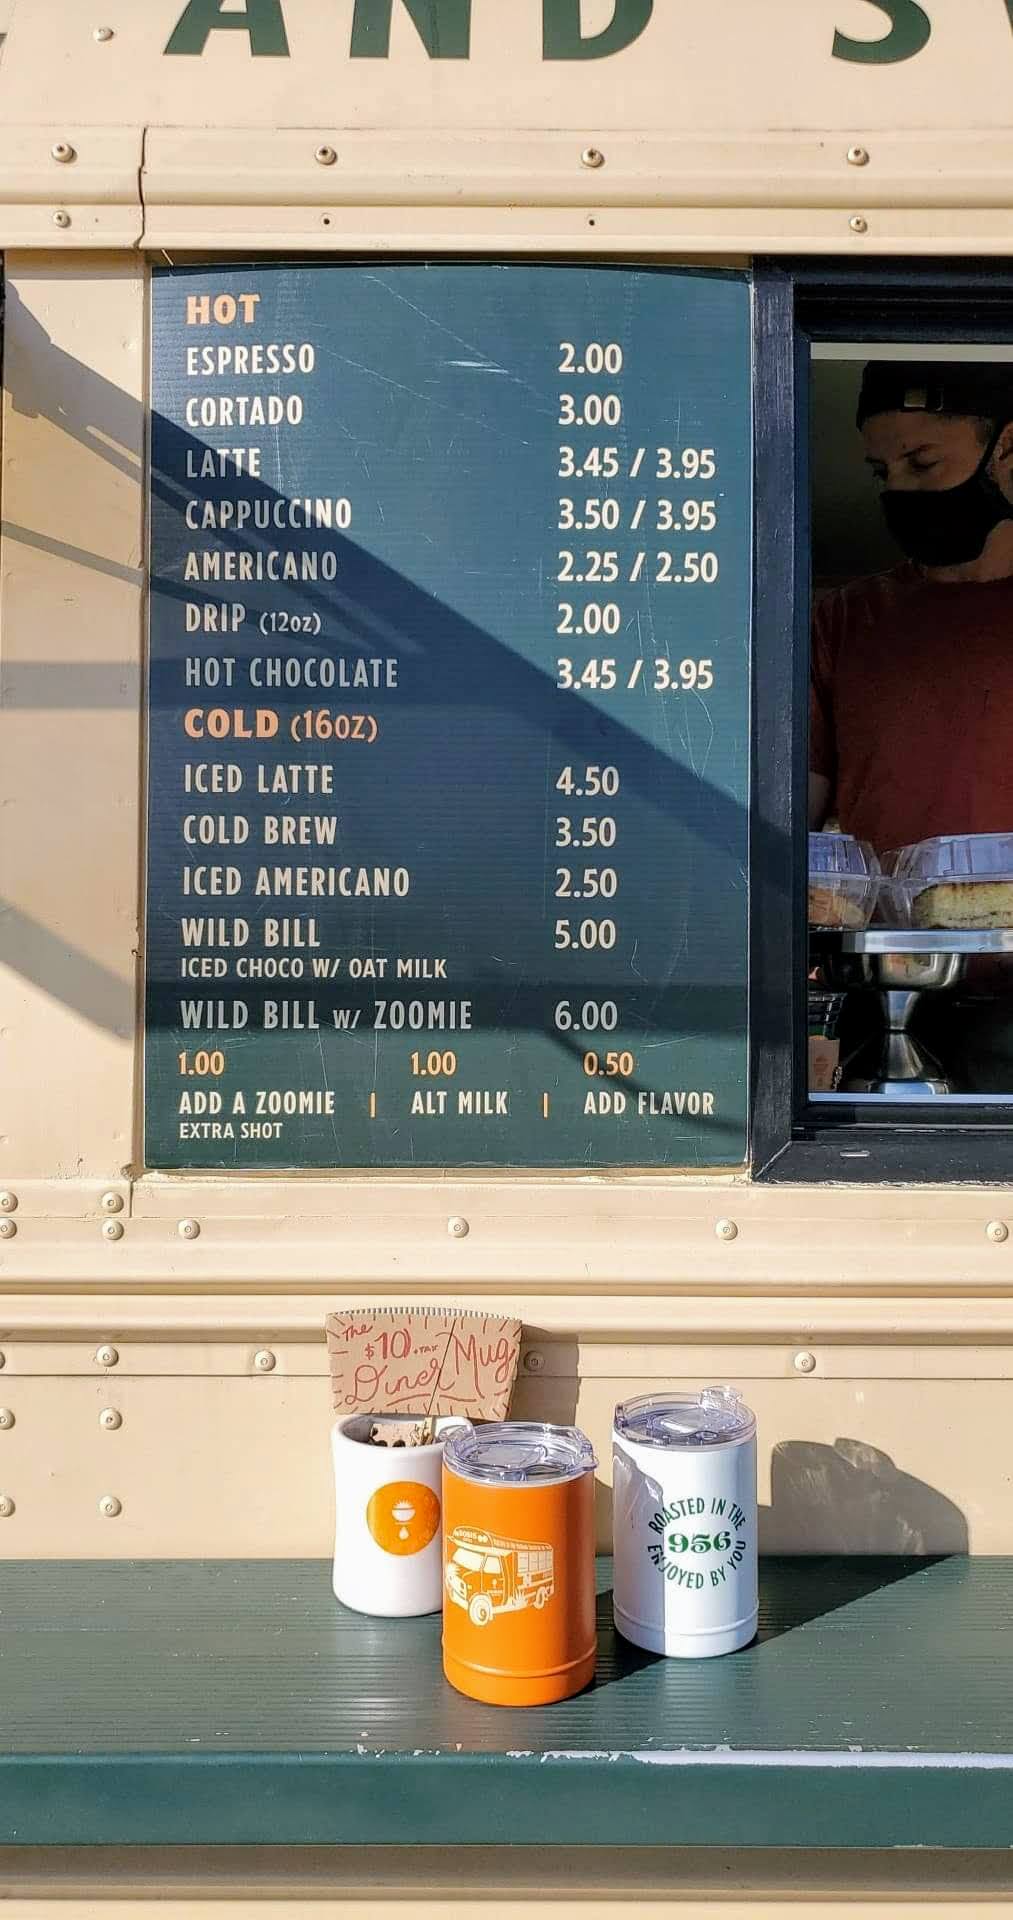 AND
HOT
ESPRESSO 2.00
CORTADO 3.00
LATTE 3.45 / 3.95
CAPPUCCINO 3.50 / 3.95
AMERICANO 2.25 / 2.50
DRIP (12oz) 2.00
HOT CHOCOLATE 3.45 / 3.95
COLD (16oz)
ICED LATTE 4.50
COLD BREW 3.50
ICED AMERICANO 2.50
WILD BILL 5.00
ICED CHOCO W/ OAT MILK
WILD BILL W/ ZOOMIE 6.00
1.00 1.00 0.50
ADD A ZOOMIE | ALT MILK | ADD FLAVOR
EXTRA SHOT
The $10 + TAX
Diner Mug
ROASTED IN THE
956
ENJOYED BY YOU